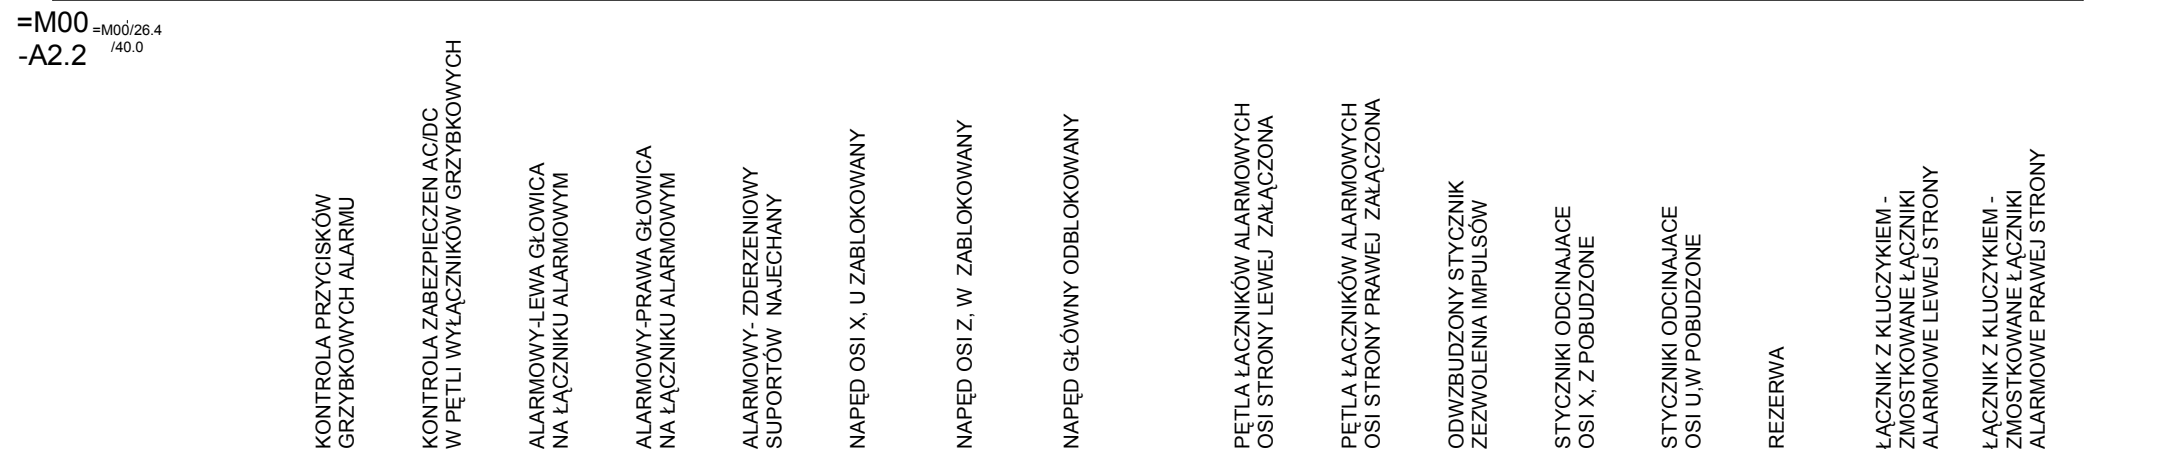 =M00 =M00/26.4
-A2.2 /40.0
KONTROLA PRZYCISKÓW
GRZYBKOWYCH ALARMU
KONTROLA ZABEZPIECZEN AC/DC
W PĘTLI WYŁĄCZNIKÓW GRZYBKOWYCH
ALARMOWY-LEWA GŁOWICA
NA ŁĄCZNIKU ALARMOWYM
ALARMOWY-PRAWA GŁOWICA
NA ŁĄCZNIKU ALARMOWYM
ALARMOWY- ZDERZENIOWY
SUPORTÓW NAJECHANY
NAPĘD OSI X, U ZABLOKOWANY
NAPĘD OSI Z, W ZABLOKOWANY
NAPĘD GŁÓWNY ODBLOKOWANY
PĘTLA ŁACZNIKÓW ALARMOWYCH
OSI STRONY LEWEJ ZAŁĄCZONA
PĘTLA ŁACZNIKÓW ALARMOWYCH
OSI STRONY PRAWEJ ZAŁĄCZONA
ODWZBUDZONY STYCZNIK
ZEZWOLENIA IMPULSÓW
STYCZNIKI ODCINAJACE
OSI X, Z POBUDZONE
STYCZNIKI ODCINAJACE
OSI U,W POBUDZONE
REZERWA
ŁĄCZNIK Z KLUCZYKIEM -
ZMOSTKOWANE ŁĄCZNIKI
ALARMOWE LEWEJ STRONY
ŁĄCZNIK Z KLUCZYKIEM -
ZMOSTKOWANE ŁĄCZNIKI
ALARMOWE PRAWEJ STRONY